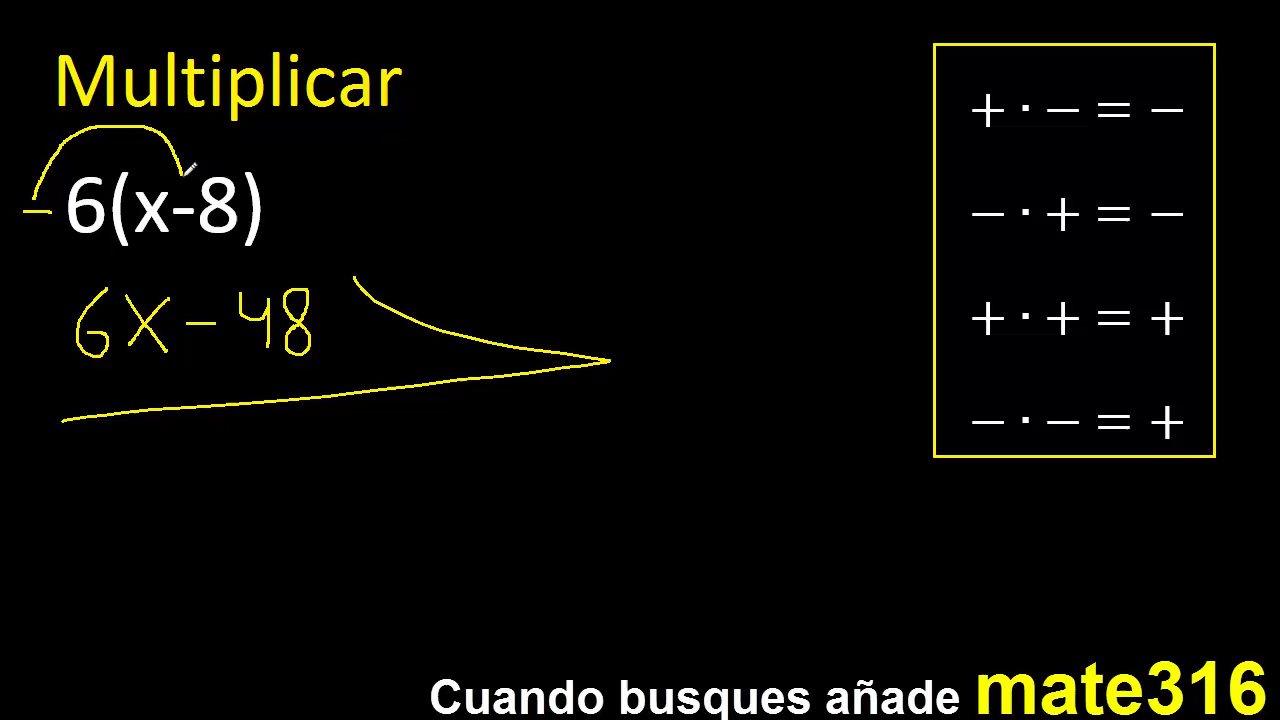 Multiplicar
-6(x-8)
6x - 48
+ · - = -
- · + = -
+ · + = +
- · - = +
Cuando busques añade mate316